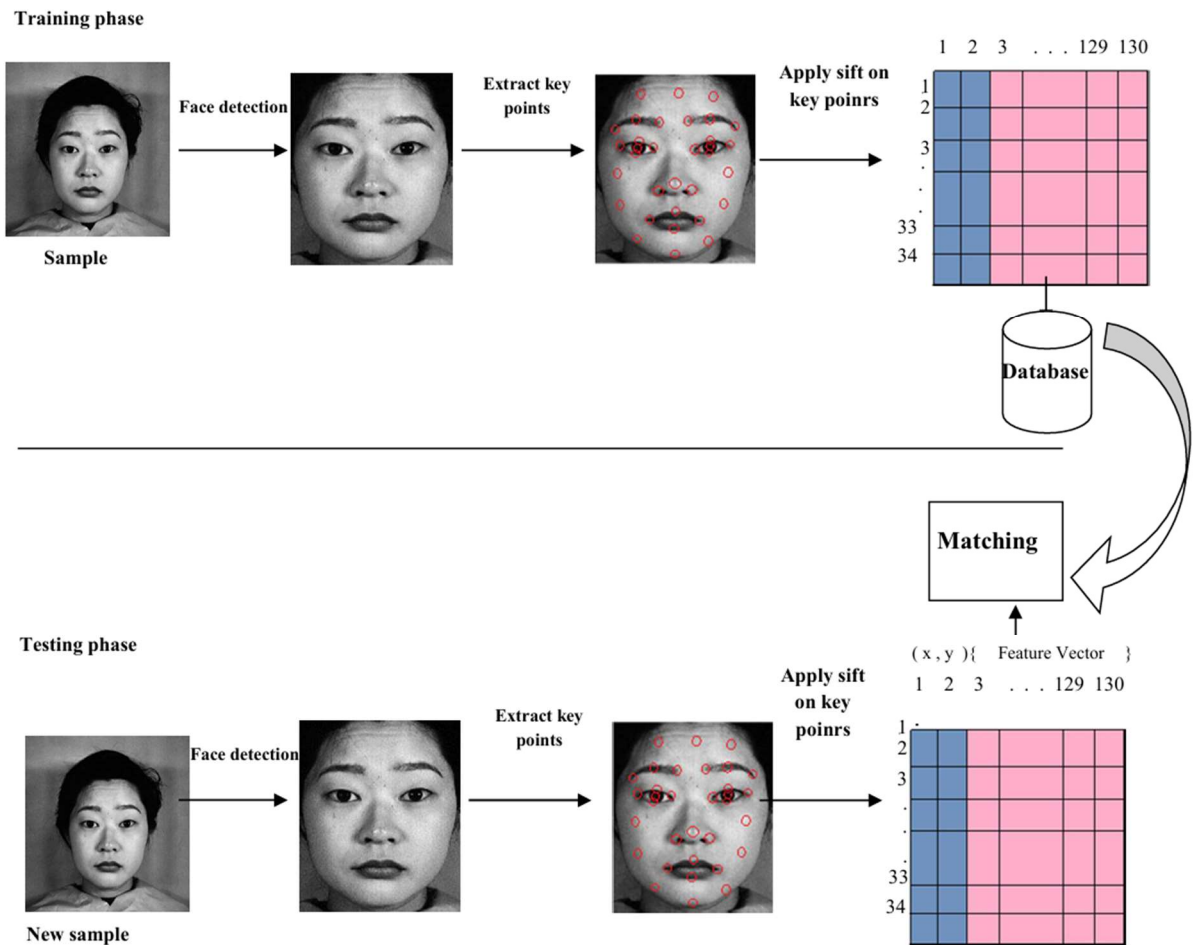 Training phase
1 2 3 . . . 129 130
Face detection
Extract key
points
Apply sift on
key poinrs
1
2
3
.
.
.
33
34
Sample
Database
Matching
Testing phase
( x , y ){ Feature Vector }
1 2 3 . . . 129 130
Face detection
Extract key
points
Apply sift
on key
poinrs
1 .
2
3
.
.
.
33
34
New sample